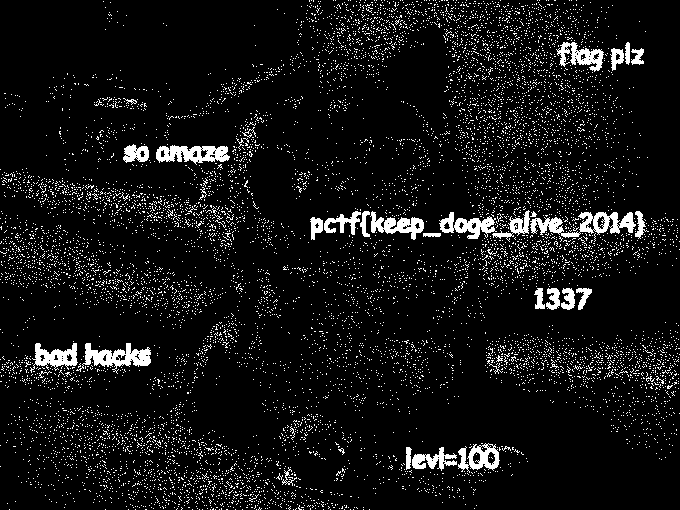 flag plz
so amaze
pctf{keep_doge_alive_2014}
1337
bad hacks
levl=100